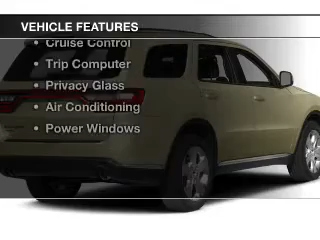 VEHICLE FEATURES
• Cruise Control
• Trip Computer
• Privacy Glass
• Air Conditioning
• Power Windows